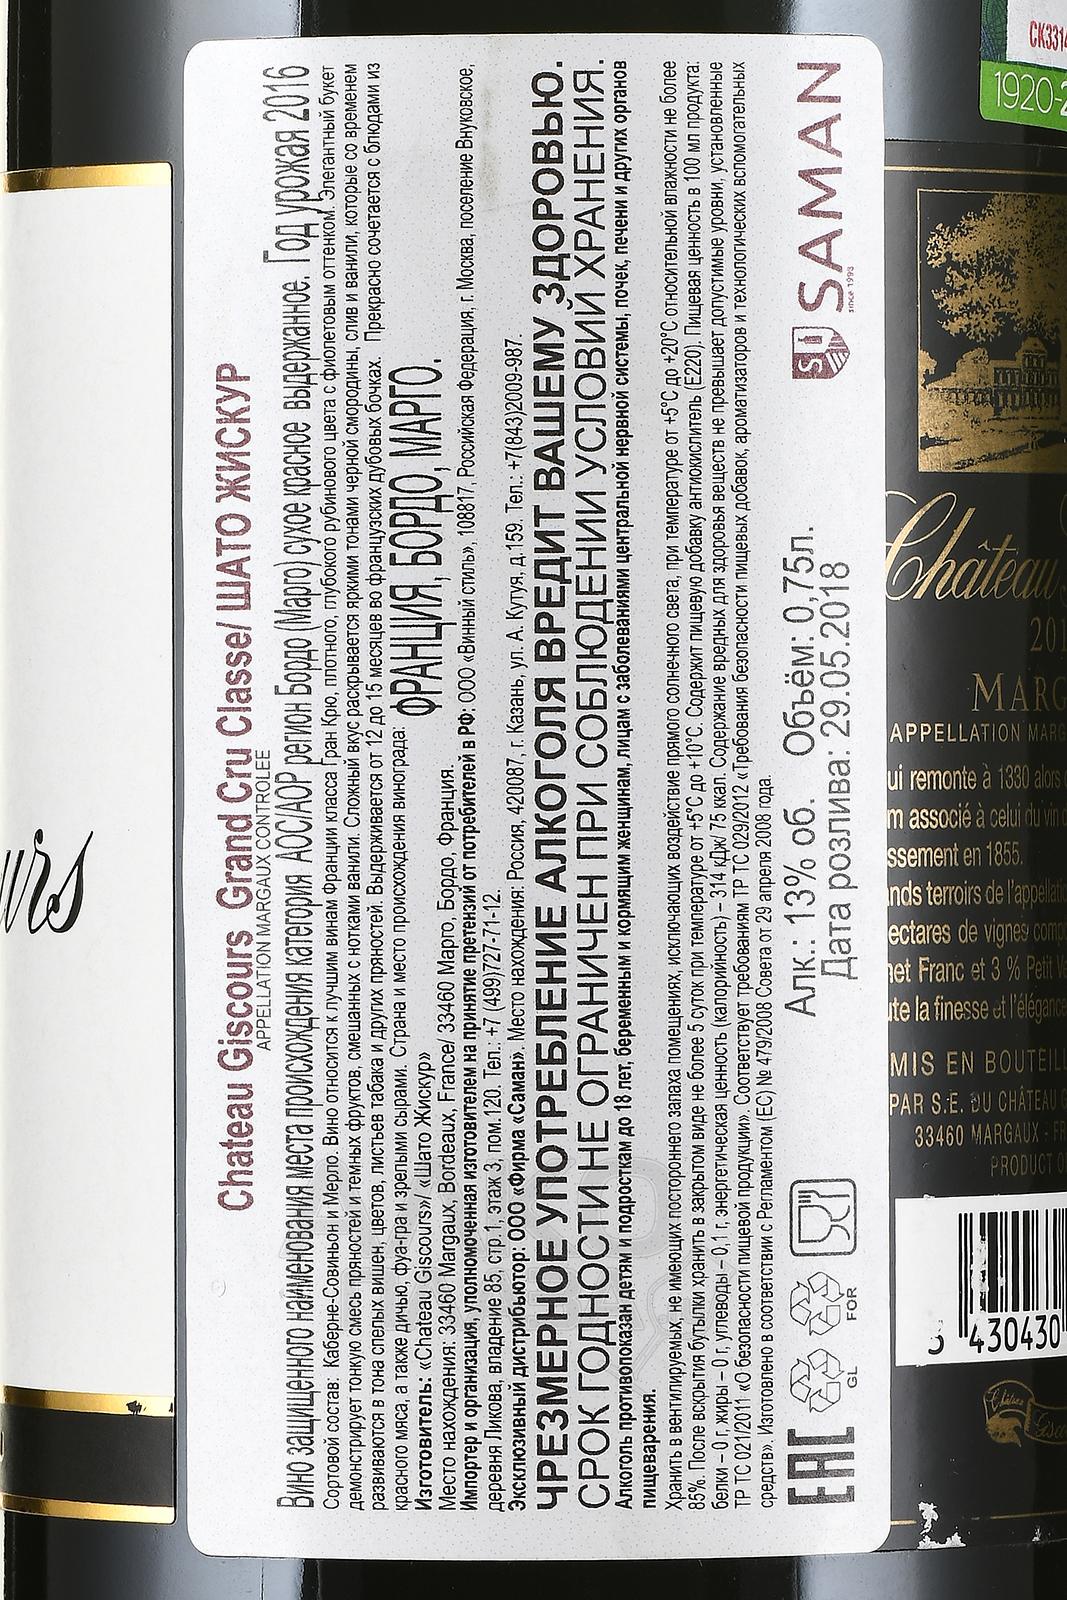 Chateau Giscours Grand Cru Classe/ ШАТО ЖИСКУР
APPELLATION MARGAUX CONTROLEE
Вино защищенного наименования места происхождения категория АОС/АОР регион Бордо (Марго) сухое красное выдержанное. Год урожая 2016
Сортовой состав: Каберне-Совиньон и Мерло. Вино относится к лучшим винам Франции класса Гран Крю, плотного, глубокого рубинового цвета с фиолетовым оттенком. Элегантный букет
демонстрирует тонкую смесь пряностей и темных фруктов, смешанных с нотками ванили. Сложный вкус раскрывается яркими тонами черной смородины, слив и ванили, которые со временем
развиваются в тона спелых вишен, цветов, листьев табака и других пряностей. Выдерживается от 12 до 15 месяцев во французских дубовых бочках. Прекрасно сочетается с блюдами из
красного мяса, а также дичью, фуа-гра и зрелыми сырами. Страна и место происхождения винограда:
ФРАНЦИЯ, БОРДО, МАРГО.
Изготовитель: «Chateau Giscours»/ «Шато Жискур»
Место нахождения: 33460 Margaux, Bordeaux, France/ 33460 Марго, Бордо, Франция.
Импортер и организация, уполномоченная изготовителем на принятие претензий от потребителей в РФ: ООО «Винный стиль», 108817, Российская Федерация, г. Москва, поселение Внуковское,
деревня Ликова, владение 85, стр.1, этаж 3, пом. 120. Тел.: +7 (499)727-71-12.
Эксклюзивный дистрибьютор: ООО «Фирма «Саман». Место нахождения: Россия, 420087, г. Казань, ул. А. Кутуя, д.159. Тел.: +7(843)2009-987.
ЧРЕЗМЕРНОЕ УПОТРЕБЛЕНИЕ АЛКОГОЛЯ ВРЕДИТ ВАШЕМУ ЗДОРОВЬЮ.
СРОК ГОДНОСТИ НЕ ОГРАНИЧЕН ПРИ СОБЛЮДЕНИИ УСЛОВИЙ ХРАНЕНИЯ.
Алкоголь противопоказан детям и подросткам до 18 лет, беременным и кормящим женщинам, лицам с заболеваниями центральной нервной системы, почек, печени и других органов
пищеварения.
Хранить в вентилируемых, не имеющих постороннего запаха помещениях, исключающих воздействие прямого солнечного света, при температуре от +5°С до +20°С относительной влажности не более
85%. После вскрытия бутылки хранить в закрытом виде не более 5 суток при температуре от +5°С до +10°С. Содержит пищевую добавку антиокислитель (Е220). Пищевая ценность в 100 мл продукта:
белки – 0 г, жиры – 0 г, углеводы – 0,1 г, энергетическая ценность (калорийность) – 314 кДж/ 75 ккал. Содержание вредных для здоровья веществ не превышает допустимые уровни, установленные
ТР ТС 021/2011 «О безопасности пищевой продукции». Соответствует требованиям ТР ТС 029/2012 «Требования безопасности пищевых добавок, ароматизаторов и технологических вспомогательных
средств». Изготовлено в соответствии с Регламентом (ЕС) № 479/2008 Совета от 29 апреля 2008 года.
Алк.: 13% об. Объём: 0,75л.
Дата розлива: 29.05.2018
EAC
GL
FOR
SAMAN
since 1993
urs
СК3314
1920-2
Château
201
MARG
APPELLATION MARG
ui remonte à 1330 alors
m associé à celui du vin
ssement en 1855.
nds terroirs de l'appellatio
ectares de vignes comp
net Franc et 3 % Petit Ve
te la finesse et l'élégance
MIS EN BOUTEILL
PAR S.E. DU CHÂTEAU G
33460 MARGAUX - FR
PRODUCT O
3 430430